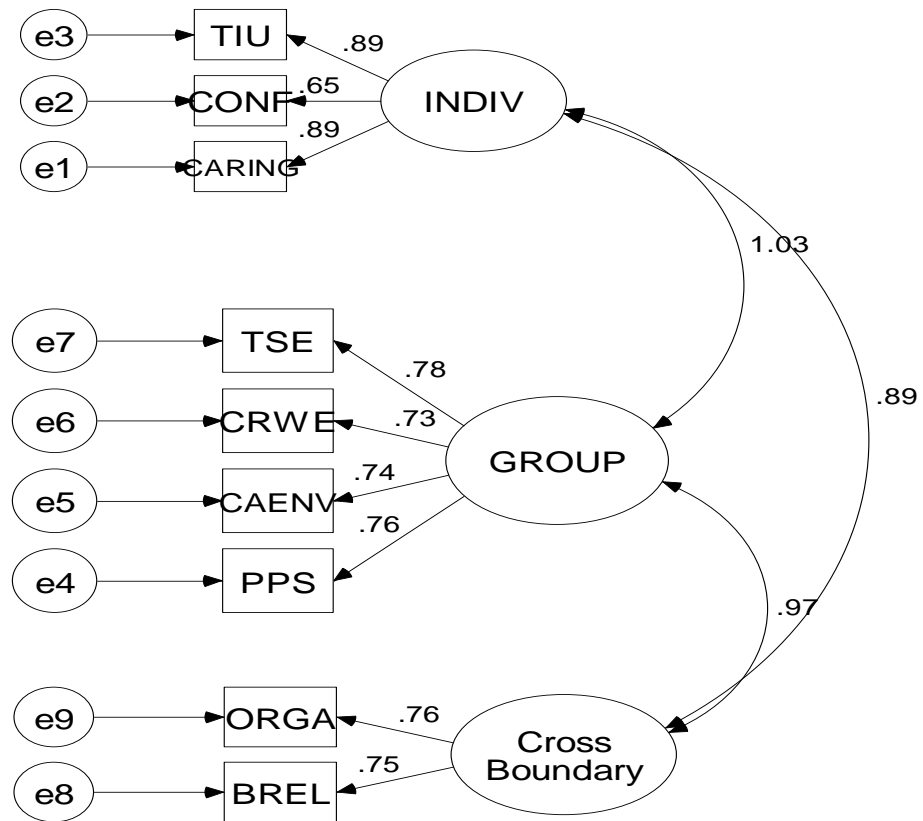 e3
TIU
.89
e2
CONF
.65
INDIV
e1
CARING
.89
1.03
e7
TSE
.78
e6
CRWE
.73
.89
GROUP
e5
CAENV
.74
e4
PPS
.76
.97
e9
ORGA
.76
Cross
Boundary
e8
BREL
.75